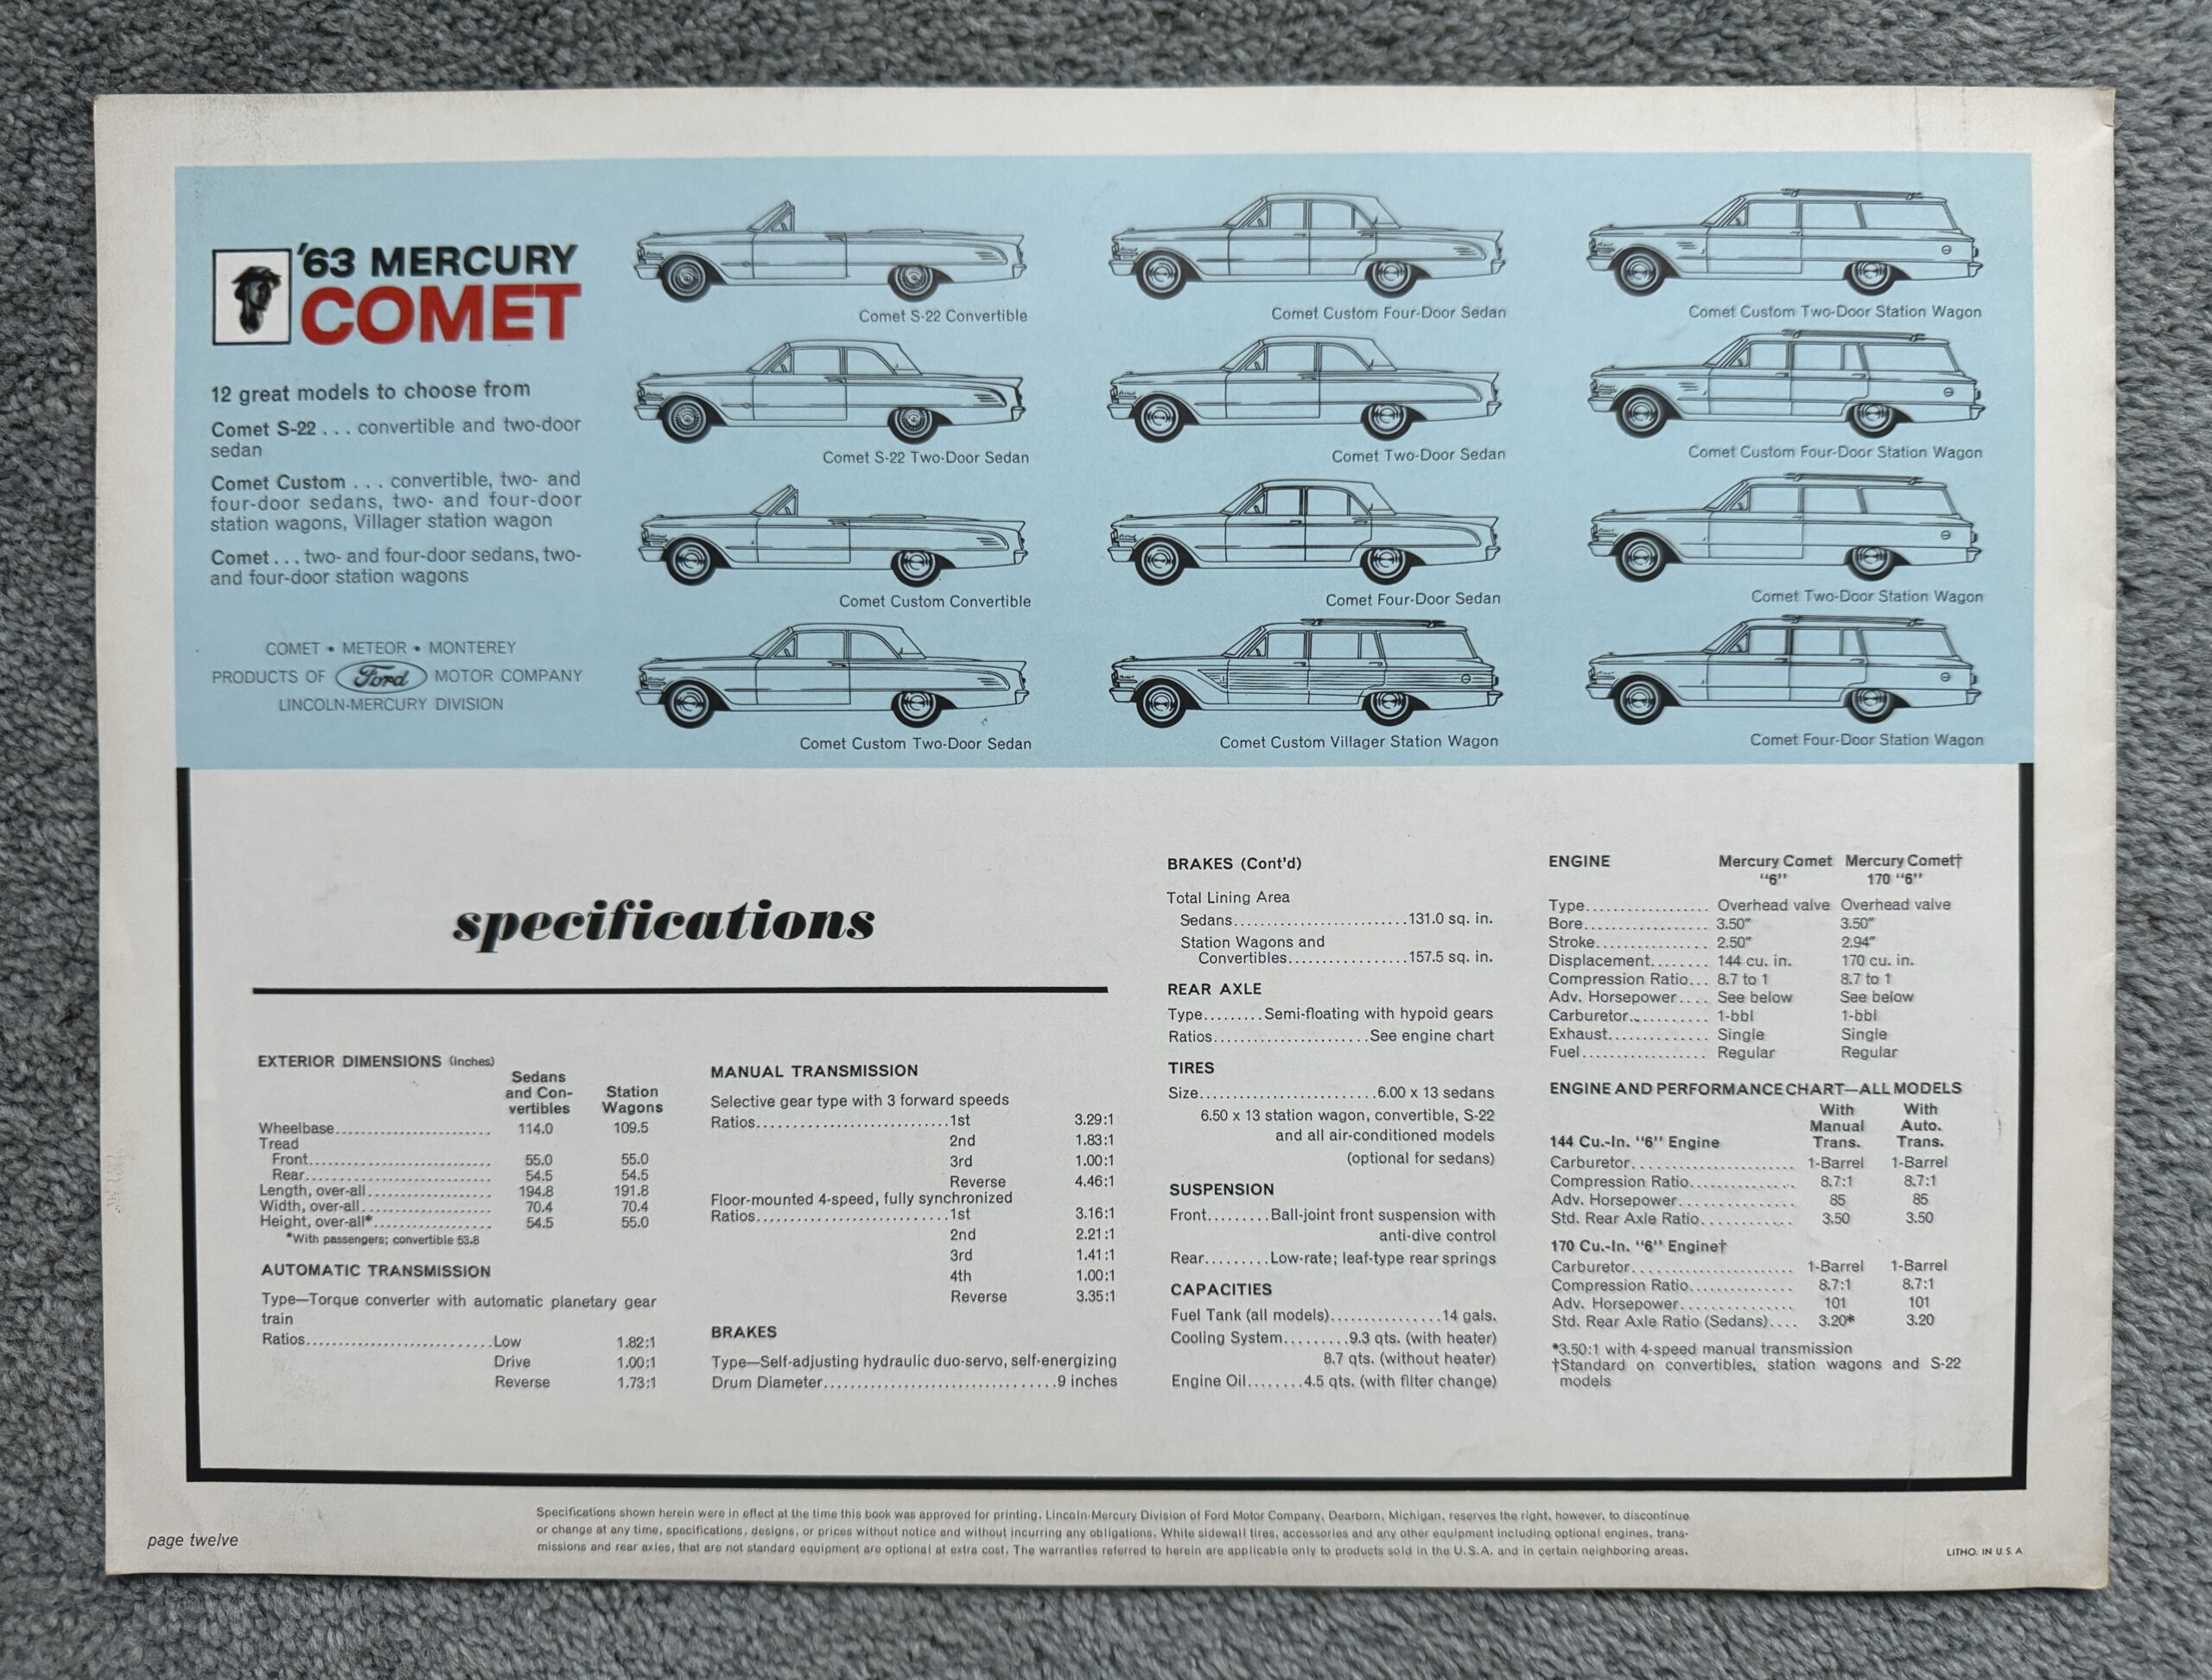 '63 MERCURY
COMET
12 great models to choose from
Comet S-22 . . . convertible and two-door
sedan
Comet Custom . . . convertible, two- and
four-door sedans, two- and four-door
station wagons, Villager station wagon
Comet . . . two- and four-door sedans, two-
and four-door station wagons
COMET • METEOR • MONTEREY
PRODUCTS OF Ford MOTOR COMPANY
LINCOLN-MERCURY DIVISION
Comet S-22 Convertible
Comet S-22 Two-Door Sedan
Comet Custom Convertible
Comet Custom Two-Door Sedan
Comet Custom Four-Door Sedan
Comet Two-Door Sedan
Comet Four-Door Sedan
Comet Custom Villager Station Wagon
Comet Custom Two-Door Station Wagon
Comet Custom Four-Door Station Wagon
Comet Two-Door Station Wagon
Comet Four-Door Station Wagon
specifications
EXTERIOR DIMENSIONS (inches)
Sedans
and Con-
vertibles
Station
Wagons
Wheelbase 114.0 109.5
Tread
Front 55.0 55.0
Rear 54.5 54.5
Length, over-all 194.8 191.8
Width, over-all 70.4 70.4
Height, over-all* 54.5 55.0
*With passengers; convertible 53.8
AUTOMATIC TRANSMISSION
Type—Torque converter with automatic planetary gear
train
Ratios Low 1.82:1
Drive 1.00:1
Reverse 1.73:1
MANUAL TRANSMISSION
Selective gear type with 3 forward speeds
Ratios 1st 3.29:1
2nd 1.83:1
3rd 1.00:1
Reverse 4.46:1
Floor-mounted 4-speed, fully synchronized
Ratios 1st 3.16:1
2nd 2.21:1
3rd 1.41:1
4th 1.00:1
Reverse 3.35:1
BRAKES
Type—Self-adjusting hydraulic duo-servo, self-energizing
Drum Diameter 9 inches
BRAKES (Cont'd)
Total Lining Area
Sedans 131.0 sq. in.
Station Wagons and
Convertibles 157.5 sq. in.
REAR AXLE
Type Semi-floating with hypoid gears
Ratios See engine chart
TIRES
Size 6.00 x 13 sedans
6.50 x 13 station wagon, convertible, S-22
and all air-conditioned models
(optional for sedans)
SUSPENSION
Front Ball-joint front suspension with
anti-dive control
Rear Low-rate; leaf-type rear springs
CAPACITIES
Fuel Tank (all models) 14 gals.
Cooling System 9.3 qts. (with heater)
8.7 qts. (without heater)
Engine Oil 4.5 qts. (with filter change)
ENGINE Mercury Comet Mercury Comet†
"6" 170 "6"
Type Overhead valve Overhead valve
Bore 3.50" 3.50"
Stroke 2.50" 2.94"
Displacement 144 cu. in. 170 cu. in.
Compression Ratio 8.7 to 1 8.7 to 1
Adv. Horsepower See below See below
Carburetor 1-bbl 1-bbl
Exhaust Single Single
Fuel Regular Regular
ENGINE AND PERFORMANCE CHART—ALL MODELS
With
Manual
Trans.
With
Auto.
Trans.
144 Cu.-In. "6" Engine
Carburetor 1-Barrel 1-Barrel
Compression Ratio 8.7:1 8.7:1
Adv. Horsepower 85 85
Std. Rear Axle Ratio 3.50 3.50
170 Cu.-In. "6" Engine†
Carburetor 1-Barrel 1-Barrel
Compression Ratio 8.7:1 8.7:1
Adv. Horsepower 101 101
Std. Rear Axle Ratio (Sedans) 3.20* 3.20
*3.50:1 with 4-speed manual transmission
†Standard on convertibles, station wagons and S-22
models
Specifications shown herein were in effect at the time this book was approved for printing. Lincoln-Mercury Division of Ford Motor Company, Dearborn, Michigan, reserves the right, however, to discontinue
or change at any time, specifications, designs, or prices without notice and without incurring any obligations. White sidewall tires, accessories and any other equipment including optional engines, trans-
missions and rear axles, that are not standard equipment are optional at extra cost. The warranties referred to herein are applicable only to products sold in the U.S.A. and in certain neighboring areas.
page twelve
LITHO. IN U. S. A.